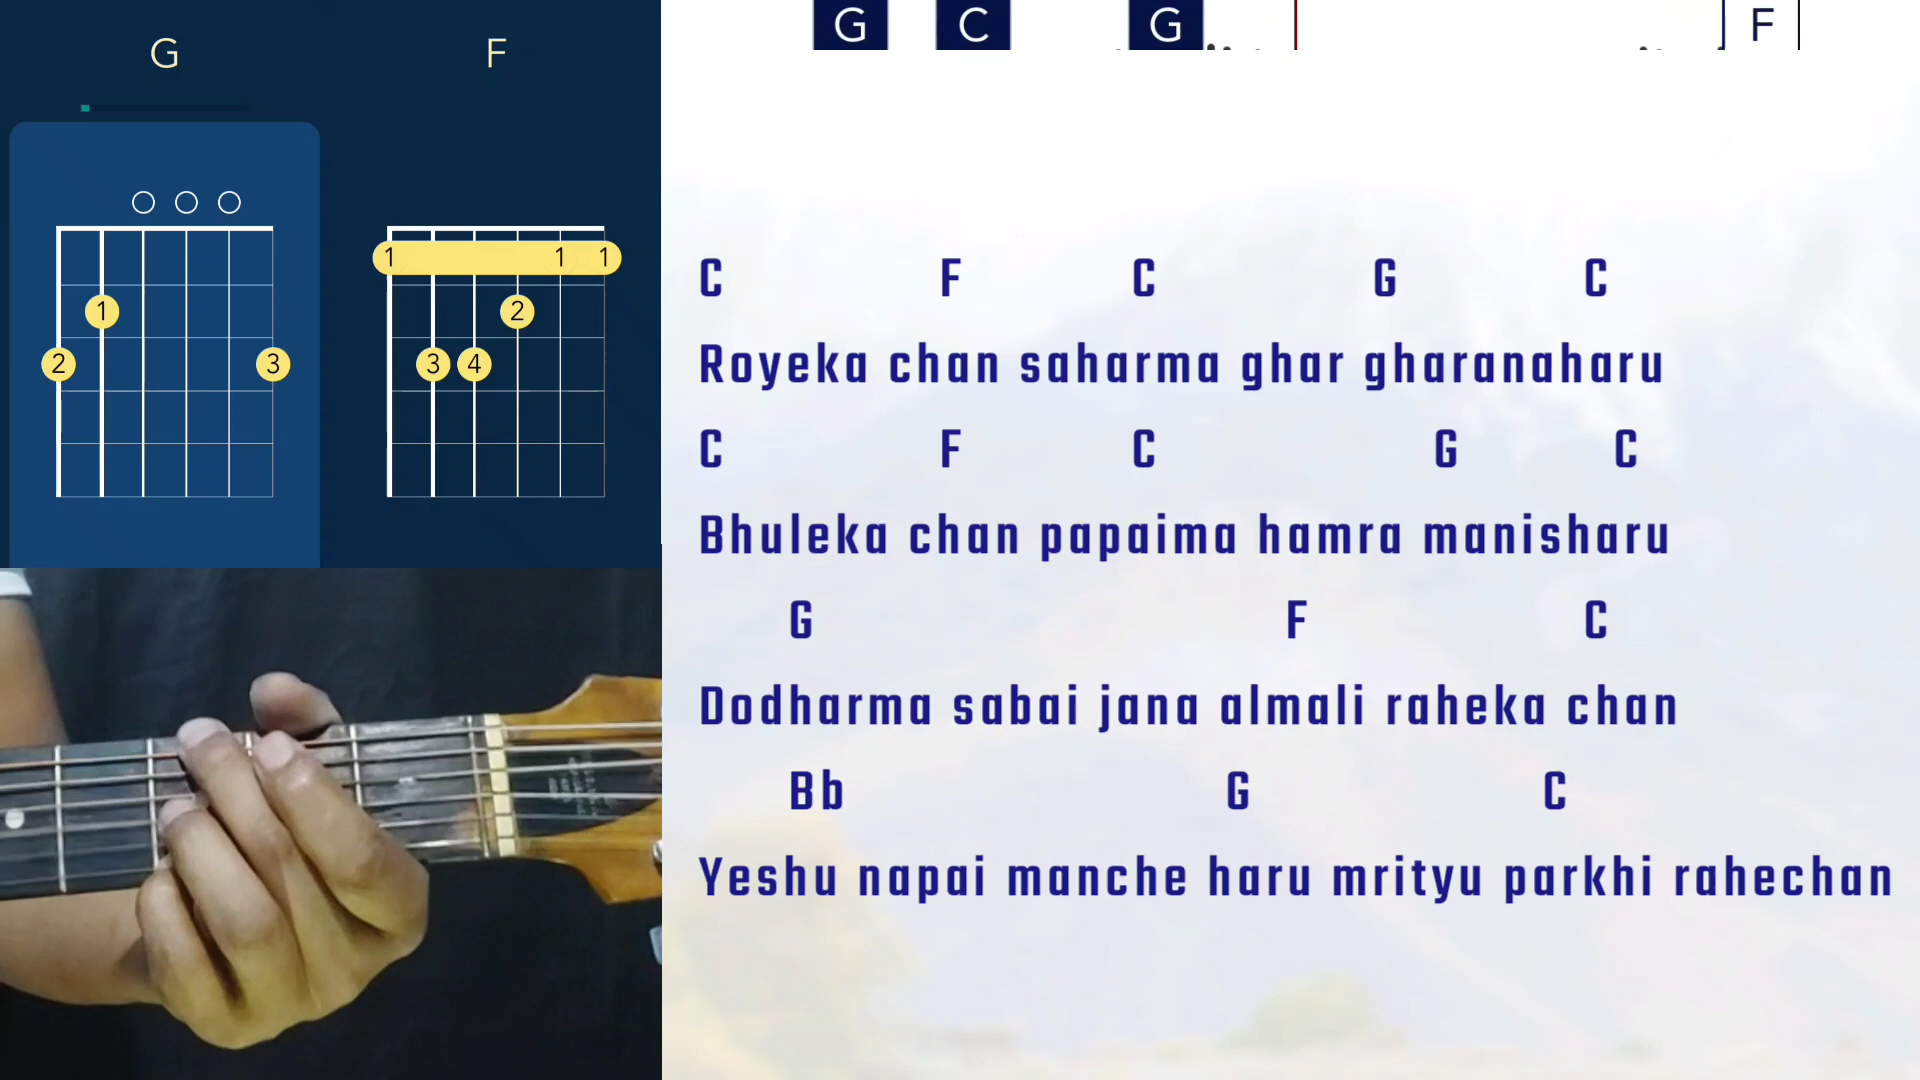 G F
G C G F
1 1 1
1 2
2 3 3 4
C F C G C
Royeka chan saharma ghar gharanaharu
C F C G C
Bhuleka chan papaima hamra manisharu
G F C
Dodharma sabai jana almali raheka chan
Bb G C
Yeshu napai manche haru mrityu parkhi rahechan